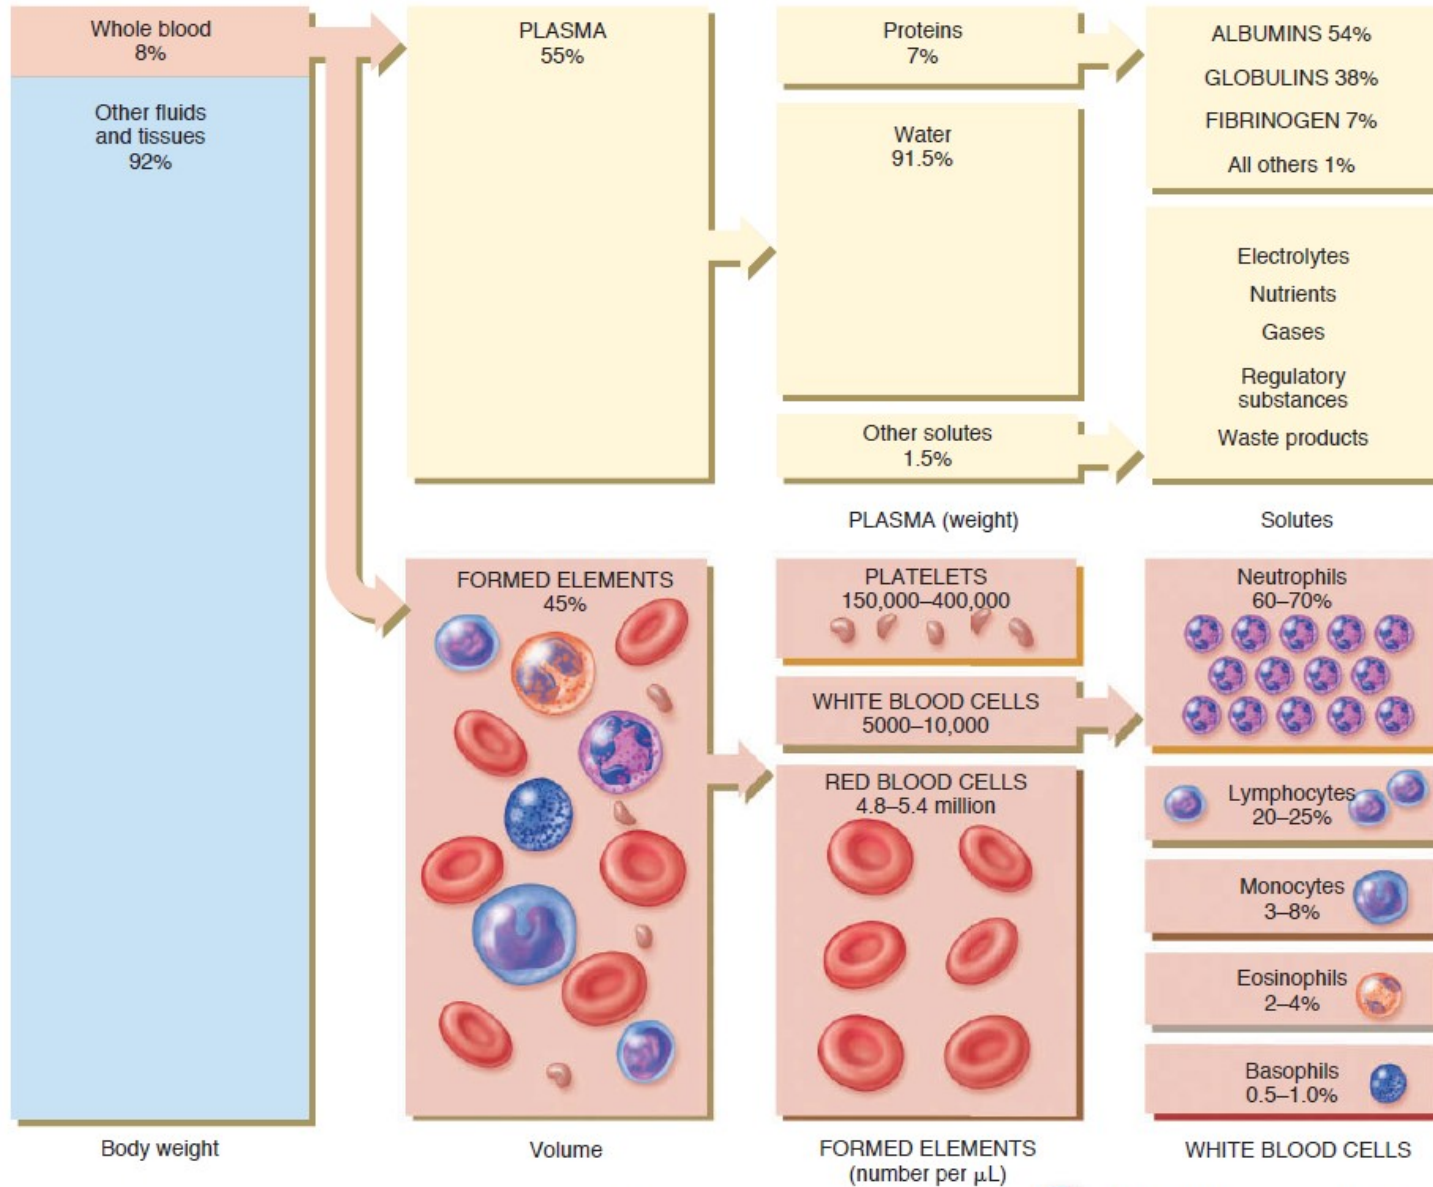 Whole blood
8%
Other fluids
and tissues
92%
Body weight
PLASMA
55%
FORMED ELEMENTS
45%
Volume
Proteins
7%
Water
91.5%
Other solutes
1.5%
PLASMA (weight)
ALBUMINS 54%
GLOBULINS 38%
FIBRINOGEN 7%
All others 1%
Electrolytes
Nutrients
Gases
Regulatory
substances
Waste products
Solutes
PLATELETS
150,000–400,000
WHITE BLOOD CELLS
5000–10,000
RED BLOOD CELLS
4.8–5.4 million
FORMED ELEMENTS
(number per μL)
Neutrophils
60–70%
Lymphocytes
20–25%
Monocytes
3–8%
Eosinophils
2–4%
Basophils
0.5–1.0%
WHITE BLOOD CELLS